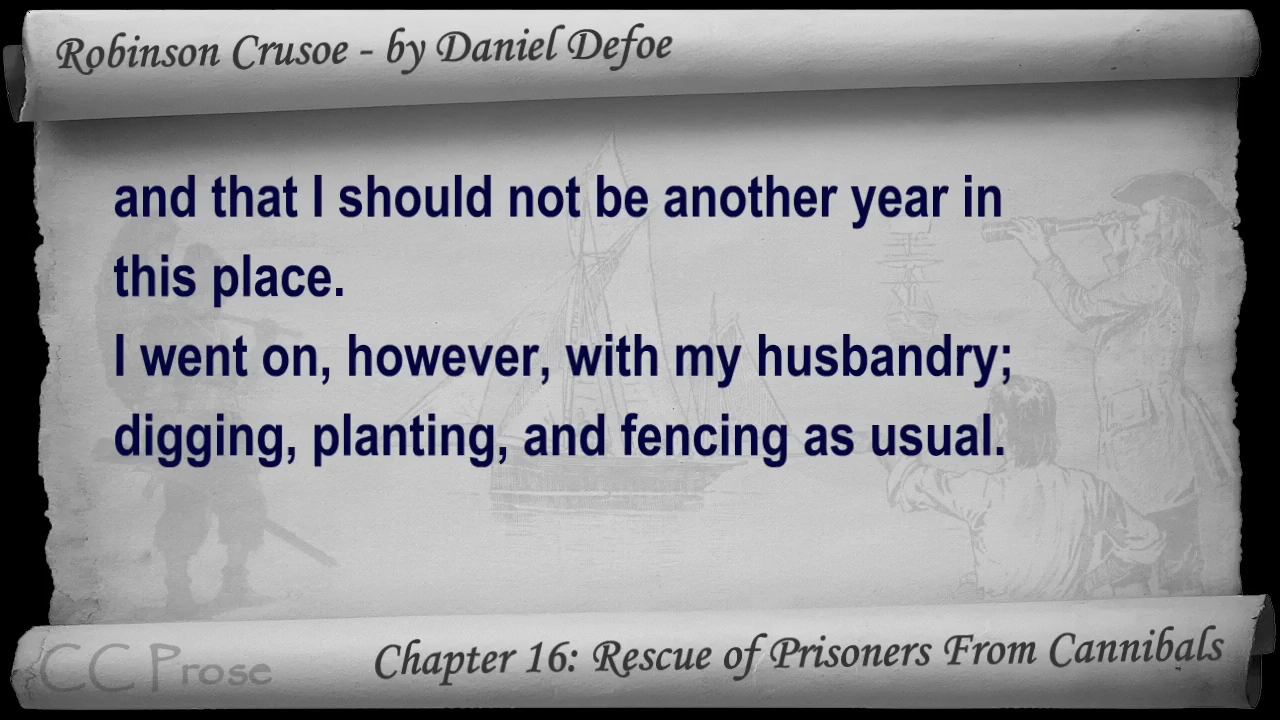 Robinson Crusoe - by Daniel Defoe
and that I should not be another year in
this place.
I went on, however, with my husbandry;
digging, planting, and fencing as usual.
CC Prose
Chapter 16: Rescue of Prisoners From Cannibals